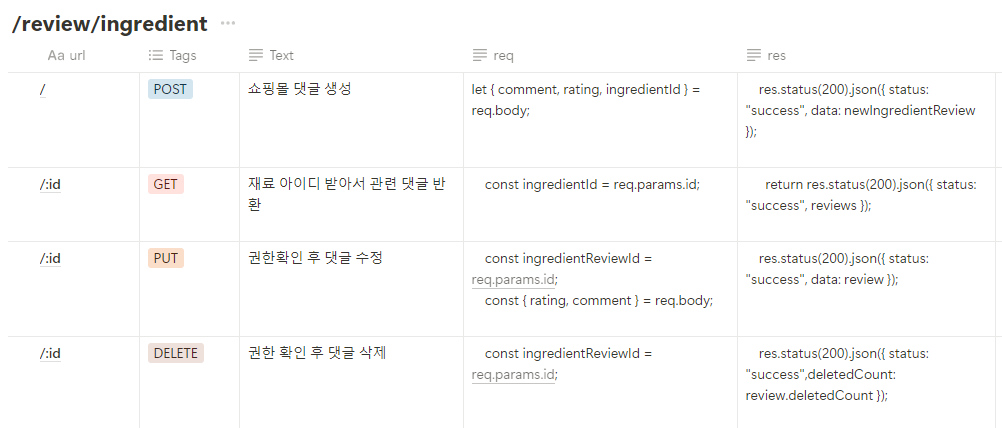 /review/ingredient ...
Aa url Tags Text req res
/ POST 쇼핑몰 댓글 생성 let { comment, rating, ingredientId } = res.status(200).json({ status:
req.body; "success", data: newIngredientReview
});
/:id GET 재료 아이디 받아서 관련 댓글 반 const ingredientId = req.params.id; return res.status(200).json({ status:
환 "success", reviews });
/:id PUT 권한확인 후 댓글 수정 const ingredientReviewId = res.status(200).json({ status:
req.params.id; "success", data: review });
const { rating, comment } = req.body;
/:id DELETE 권한 확인 후 댓글 삭제 const ingredientReviewId = res.status(200).json({ status:
req.params.id; "success",deletedCount:
review.deletedCount });